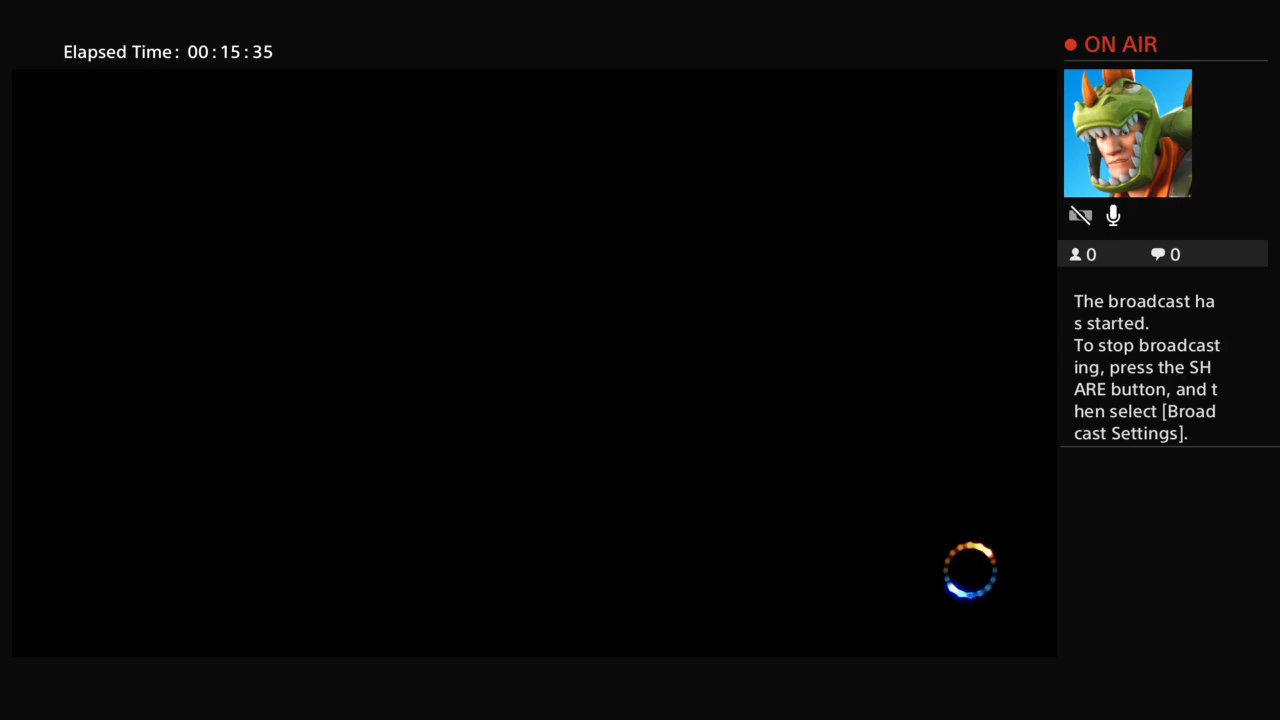 Elapsed Time: 00:15:35
ON AIR
0 0
The broadcast ha
s started.
To stop broadcast
ing, press the SH
ARE button, and t
hen select [Broad
cast Settings].